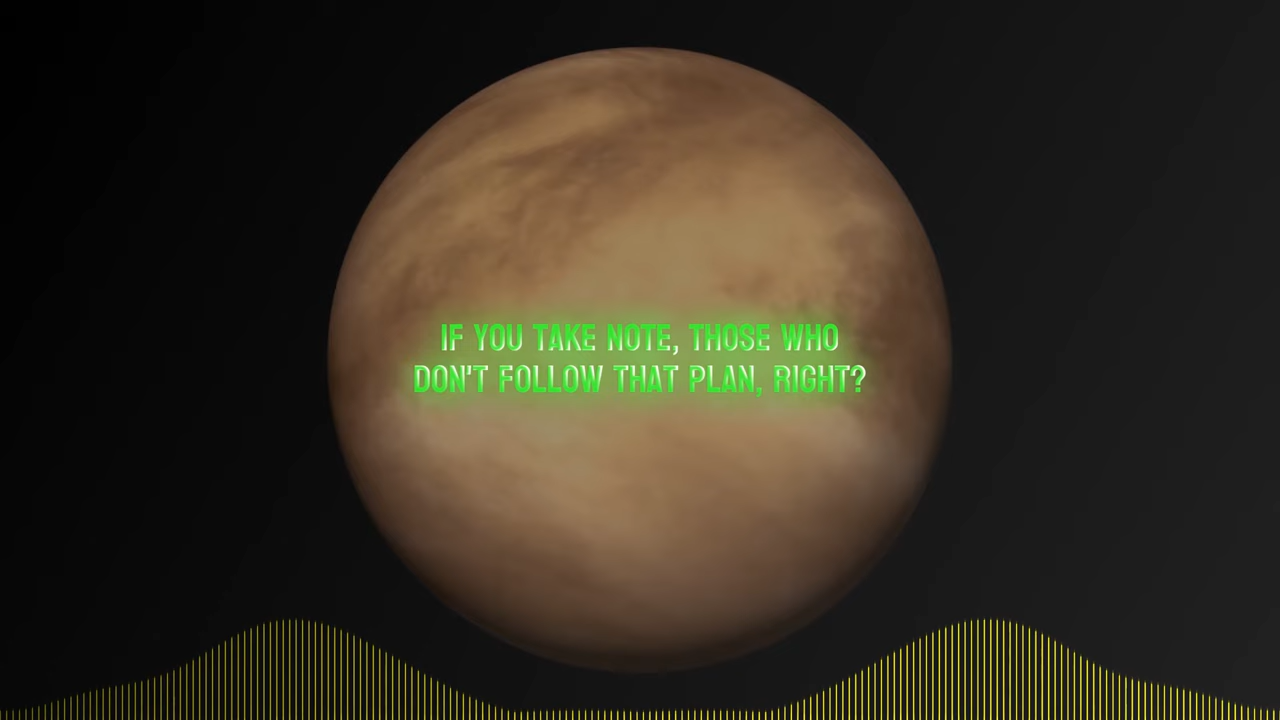 IF YOU TAKE NOTE, THOSE WHO
DON'T FOLLOW THAT PLAN, RIGHT?